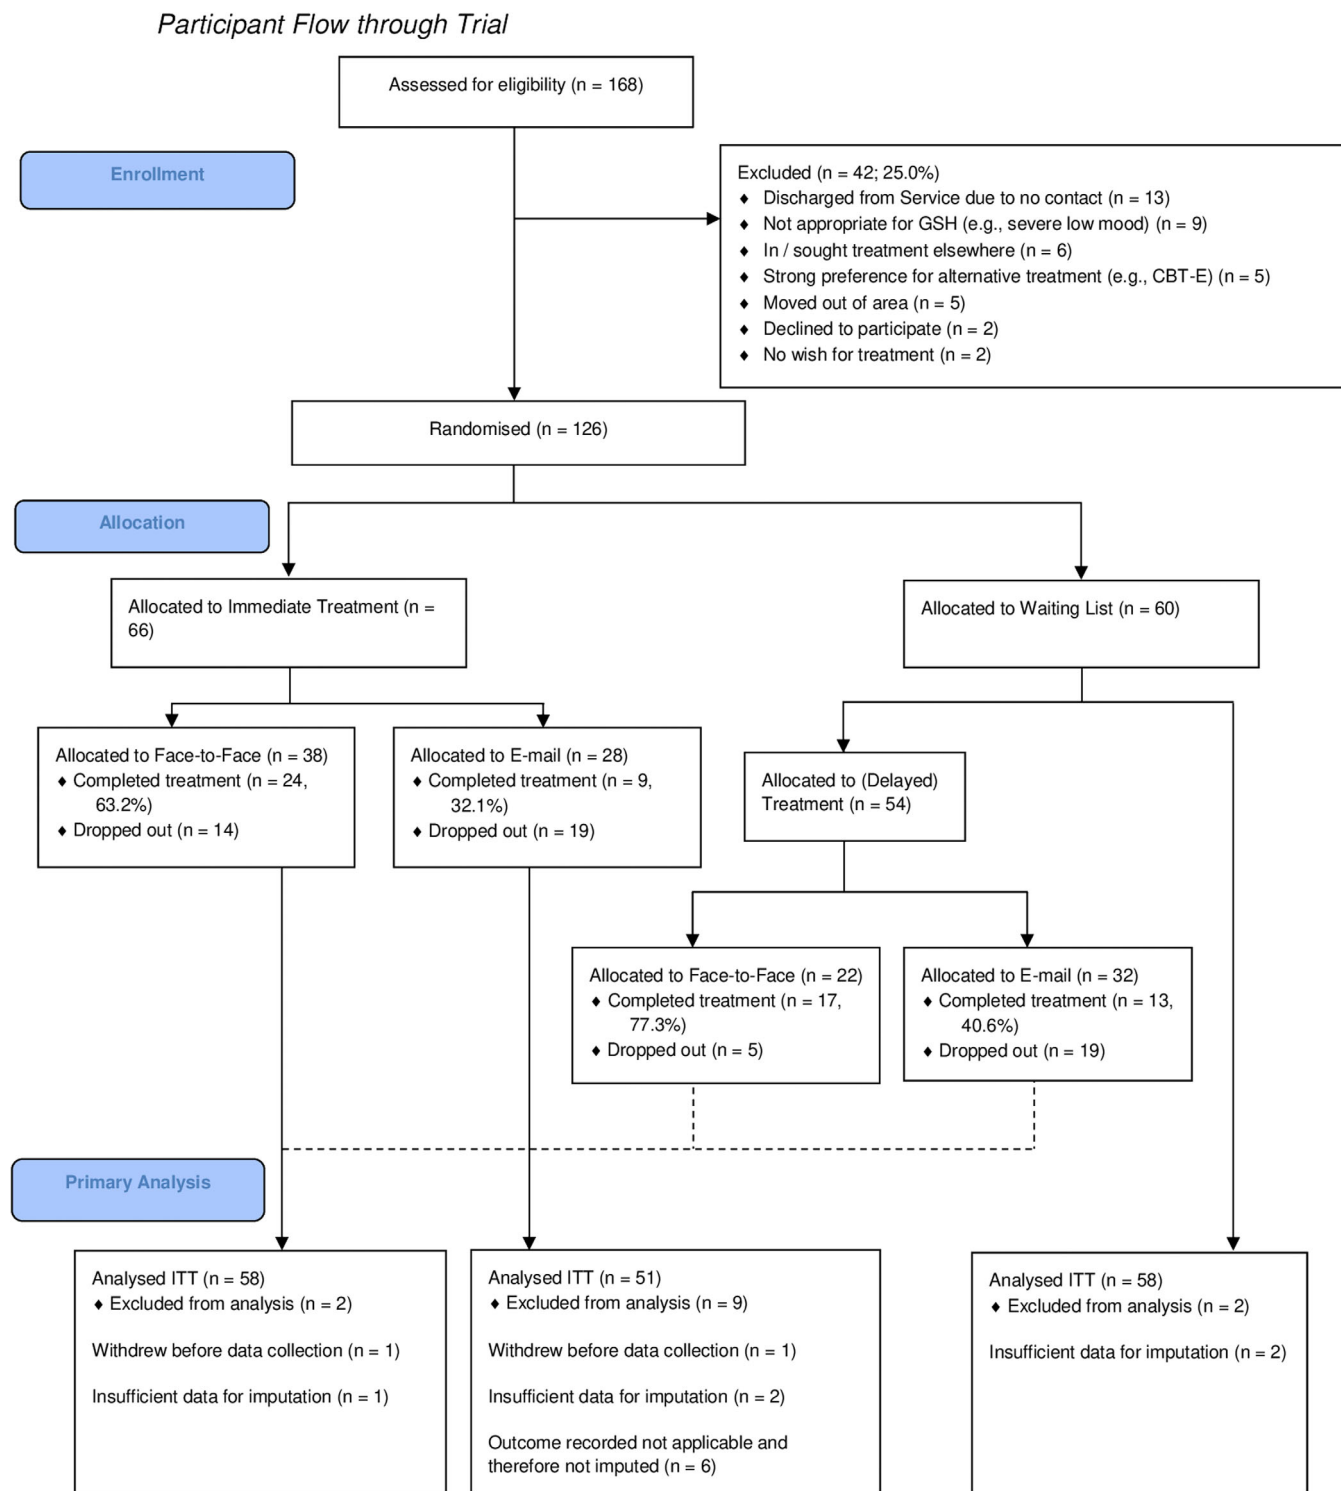 Participant Flow through Trial
Assessed for eligibility (n = 168)
Enrollment
Excluded (n = 42; 25.0%)
♦ Discharged from Service due to no contact (n = 13)
♦ Not appropriate for GSH (e.g., severe low mood) (n = 9)
♦ In / sought treatment elsewhere (n = 6)
♦ Strong preference for alternative treatment (e.g., CBT-E) (n = 5)
♦ Moved out of area (n = 5)
♦ Declined to participate (n = 2)
♦ No wish for treatment (n = 2)
Randomised (n = 126)
Allocation
Allocated to Immediate Treatment (n =
66)
Allocated to Waiting List (n = 60)
Allocated to Face-to-Face (n = 38)
♦ Completed treatment (n = 24,
63.2%)
♦ Dropped out (n = 14)
Allocated to E-mail (n = 28)
♦ Completed treatment (n = 9,
32.1%)
♦ Dropped out (n = 19)
Allocated to (Delayed)
Treatment (n = 54)
Allocated to Face-to-Face (n = 22)
♦ Completed treatment (n = 17,
77.3%)
♦ Dropped out (n = 5)
Allocated to E-mail (n = 32)
♦ Completed treatment (n = 13,
40.6%)
♦ Dropped out (n = 19)
Primary Analysis
Analysed ITT (n = 58)
♦ Excluded from analysis (n = 2)
Withdrew before data collection (n = 1)
Insufficient data for imputation (n = 1)
Analysed ITT (n = 51)
♦ Excluded from analysis (n = 9)
Withdrew before data collection (n = 1)
Insufficient data for imputation (n = 2)
Outcome recorded not applicable and
therefore not imputed (n = 6)
Analysed ITT (n = 58)
♦ Excluded from analysis (n = 2)
Insufficient data for imputation (n = 2)